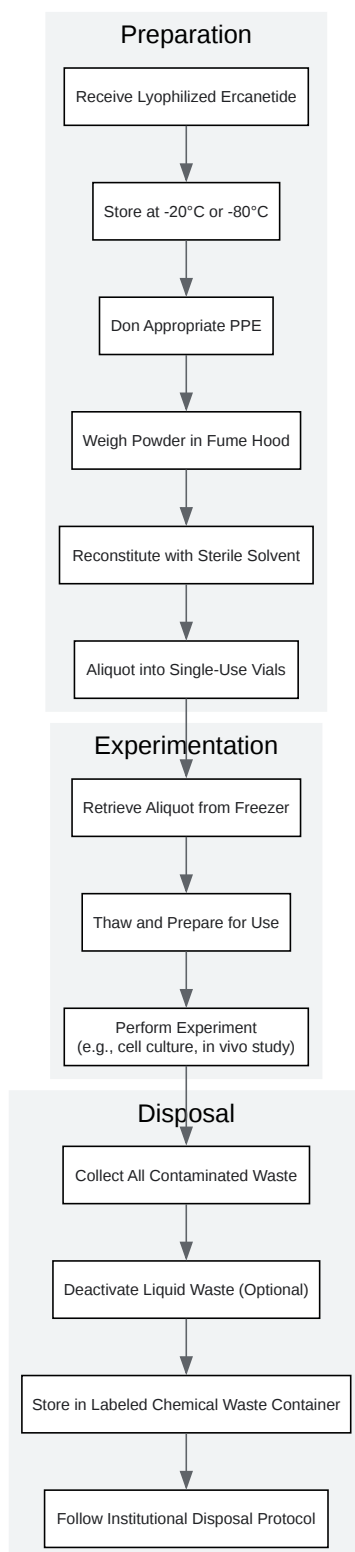 Preparation
Receive Lyophilized Ercanetide
Store at -20°C or -80°C
Don Appropriate PPE
Weigh Powder in Fume Hood
Reconstitute with Sterile Solvent
Aliquot into Single-Use Vials
Experimentation
Retrieve Aliquot from Freezer
Thaw and Prepare for Use
Perform Experiment
(e.g., cell culture, in vivo study)
Disposal
Collect All Contaminated Waste
Deactivate Liquid Waste (Optional)
Store in Labeled Chemical Waste Container
Follow Institutional Disposal Protocol